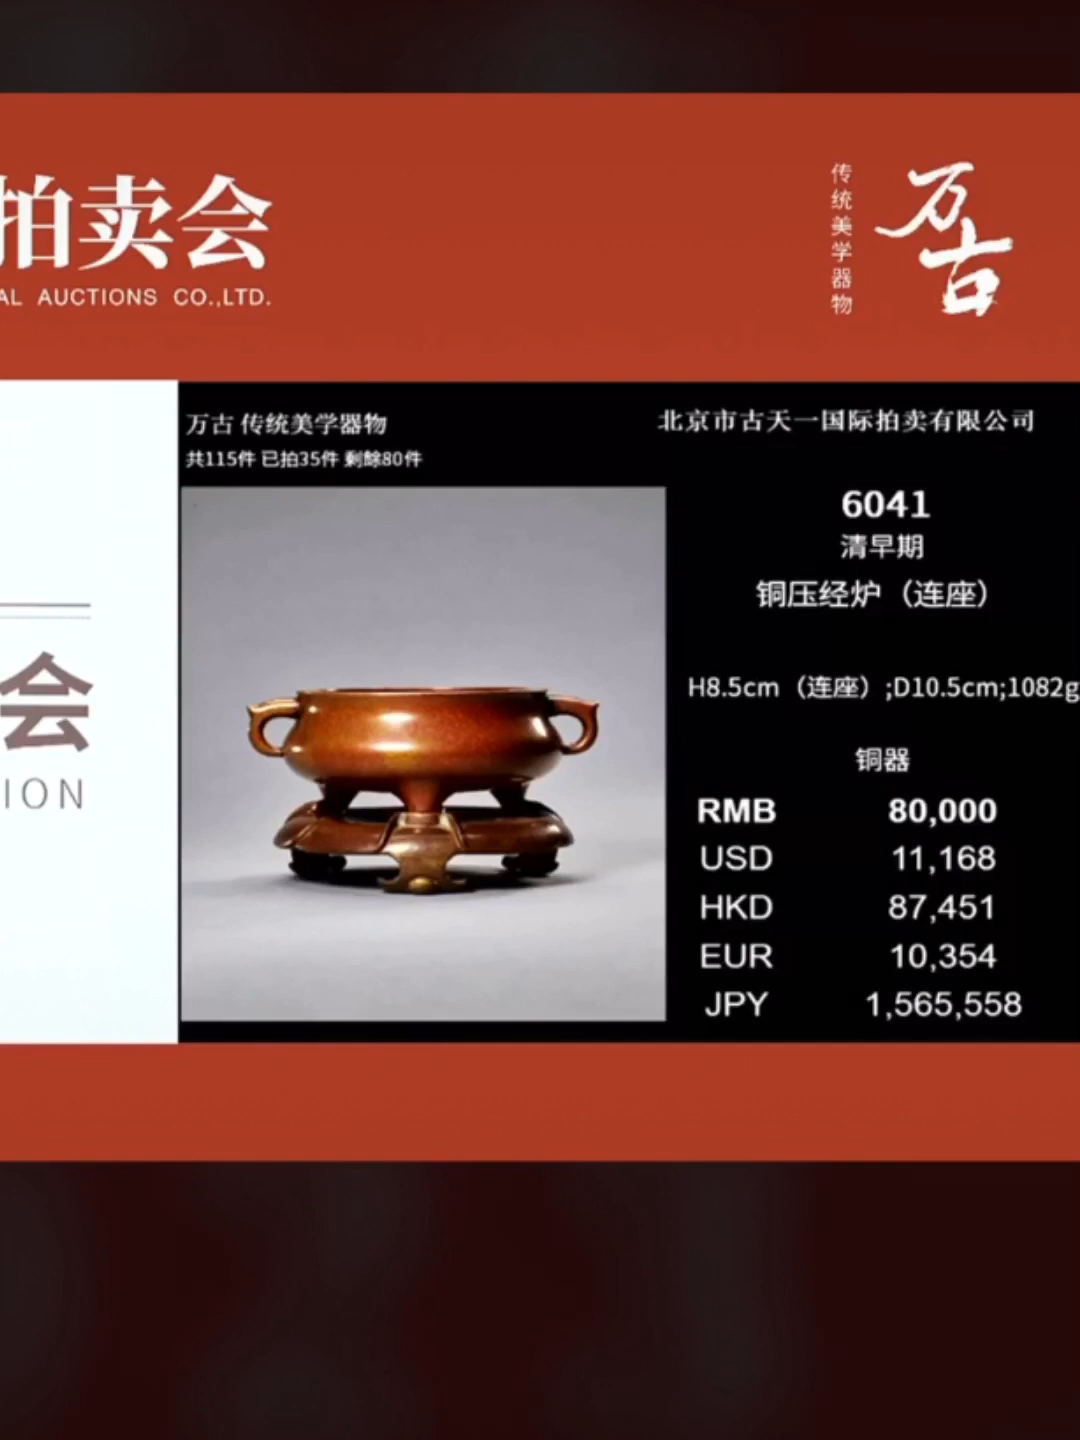 拍卖会
AL AUCTIONS CO.,LTD.
传统美学器物
万古
万古 传统美学器物
共115件 已拍35件 剩餘80件
北京市古天一国际拍卖有限公司
6041
清早期
铜压经炉（连座）
H8.5cm（连座）;D10.5cm;1082g
铜器
RMB 80,000
USD 11,168
HKD 87,451
EUR 10,354
JPY 1,565,558
会
ION